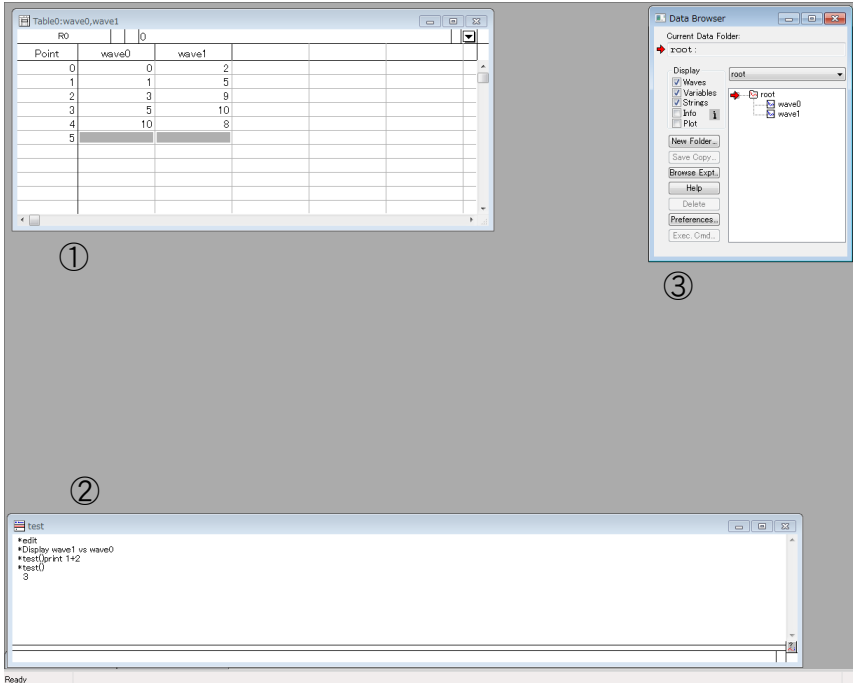 Table0:wave0,wave1
R0 0
Point wave0 wave1
0 0 2
1 1 5
2 3 9
3 5 10
4 10 8
5
①
Data Browser
Current Data Folder:
root:
Display
Waves
Variables
Strings
Info i
Plot
root
root
wave0
wave1
New Folder...
Save Copy...
Browse Expt...
Help
Delete
Preferences...
Exec. Cmd...
③
②
test
•edit
•Display wave1 vs wave0
•test()print 1+2
•test()
3
Ready